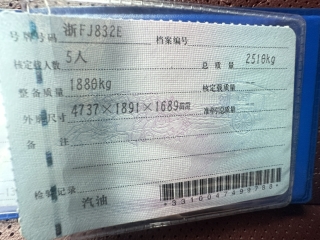 号牌号码 浙FJ832E 档案编号
核定载人数 5人 总质量 2510kg
整备质量 1880kg 核定载质量
外廓尺寸 4737×1891×1689mm 准牵引总质量
备注
检验记录
汽油